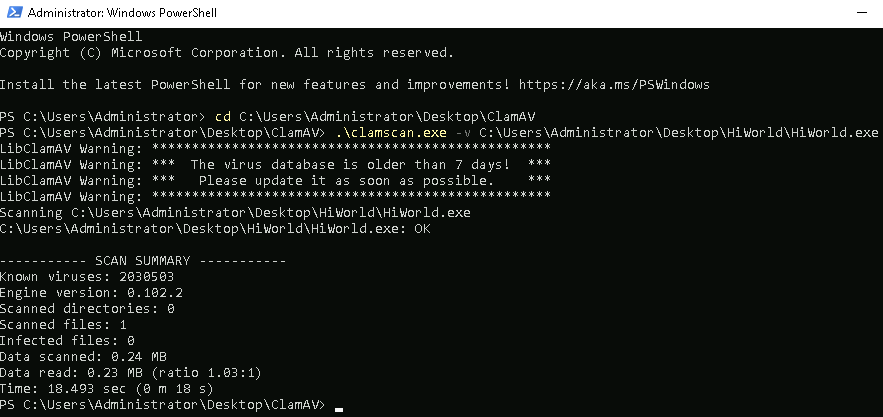 Administrator: Windows PowerShell
Windows PowerShell
Copyright (C) Microsoft Corporation. All rights reserved.
Install the latest PowerShell for new features and improvements! https://aka.ms/PSWindows
PS C:\Users\Administrator> cd C:\Users\Administrator\Desktop\ClamAV
PS C:\Users\Administrator\Desktop\ClamAV> .\clamscan.exe -v C:\Users\Administrator\Desktop\HiWorld\HiWorld.exe
LibClamAV Warning: **************************************************
LibClamAV Warning: ***  The virus database is older than 7 days!  ***
LibClamAV Warning: ***   Please update it as soon as possible.    ***
LibClamAV Warning: **************************************************
Scanning C:\Users\Administrator\Desktop\HiWorld\HiWorld.exe
C:\Users\Administrator\Desktop\HiWorld\HiWorld.exe: OK
----------- SCAN SUMMARY -----------
Known viruses: 2030503
Engine version: 0.102.2
Scanned directories: 0
Scanned files: 1
Infected files: 0
Data scanned: 0.24 MB
Data read: 0.23 MB (ratio 1.03:1)
Time: 18.493 sec (0 m 18 s)
PS C:\Users\Administrator\Desktop\ClamAV>